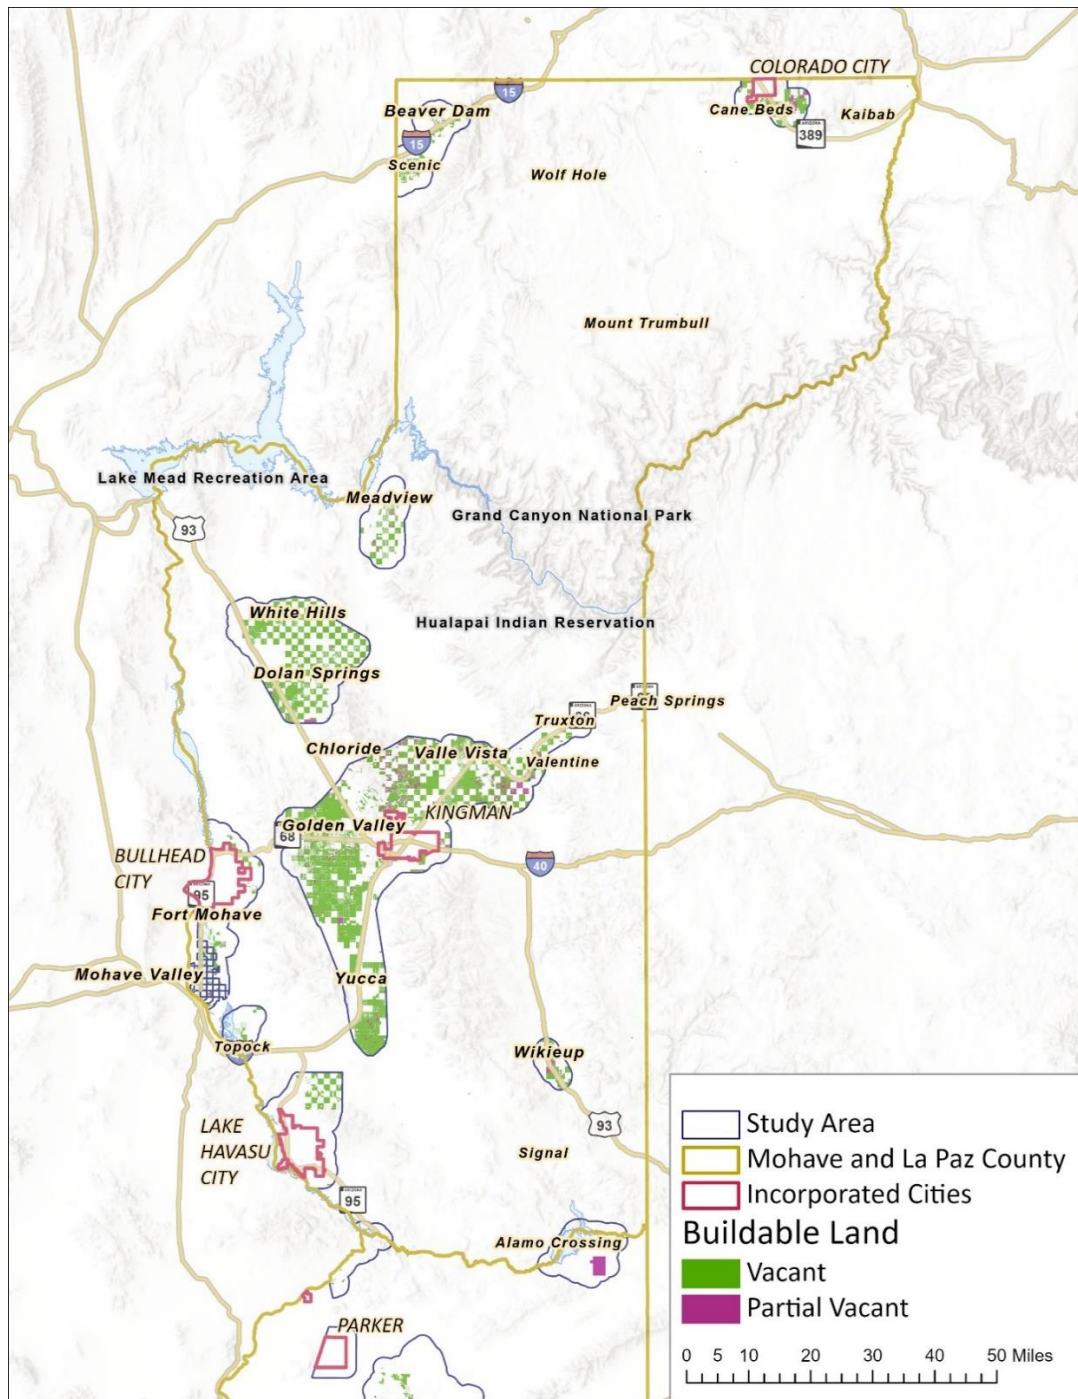 COLORADO CITY
15
Beaver Dam
Cane Beds
Kaibab
ARIZONA
389
15
Scenic
Wolf Hole
Mount Trumbull
Lake Mead Recreation Area
Meadview
Grand Canyon National Park
93
White Hills
Hualapai Indian Reservation
Dolan Springs
Peach Springs
Truxton
Chloride
Valle Vista
Valentine
KINGMAN
Golden Valley
68
BULLHEAD
CITY
40
95
Fort Mohave
Mohave Valley
Yucca
Topock
Wikieup
LAKE
HAVASU
CITY
93
Signal
95
Alamo Crossing
PARKER
Study Area
Mohave and La Paz County
Incorporated Cities
Buildable Land
Vacant
Partial Vacant
0 5 10 20 30 40 50 Miles